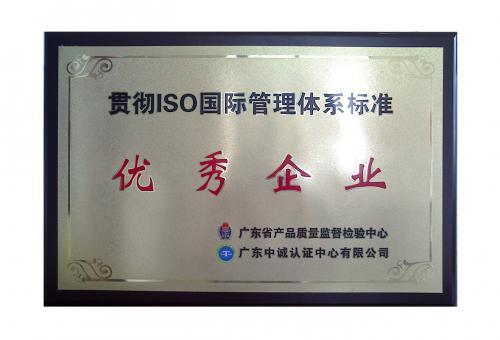 贯彻ISO国际管理体系标准
优秀企业
广东省产品质量监督检验中心
广东中诚认证中心有限公司